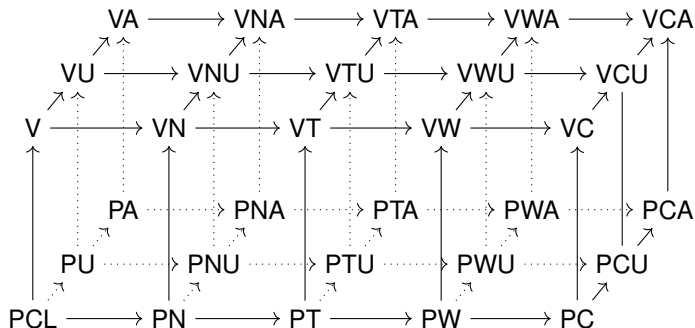 VA VNA VTA VWA VCA
VU VNU VTU VWU VCU
V VN VT VW VC
PA PNA PTA PWA PCA
PU PNU PTU PWU PCU
PCL PN PT PW PC